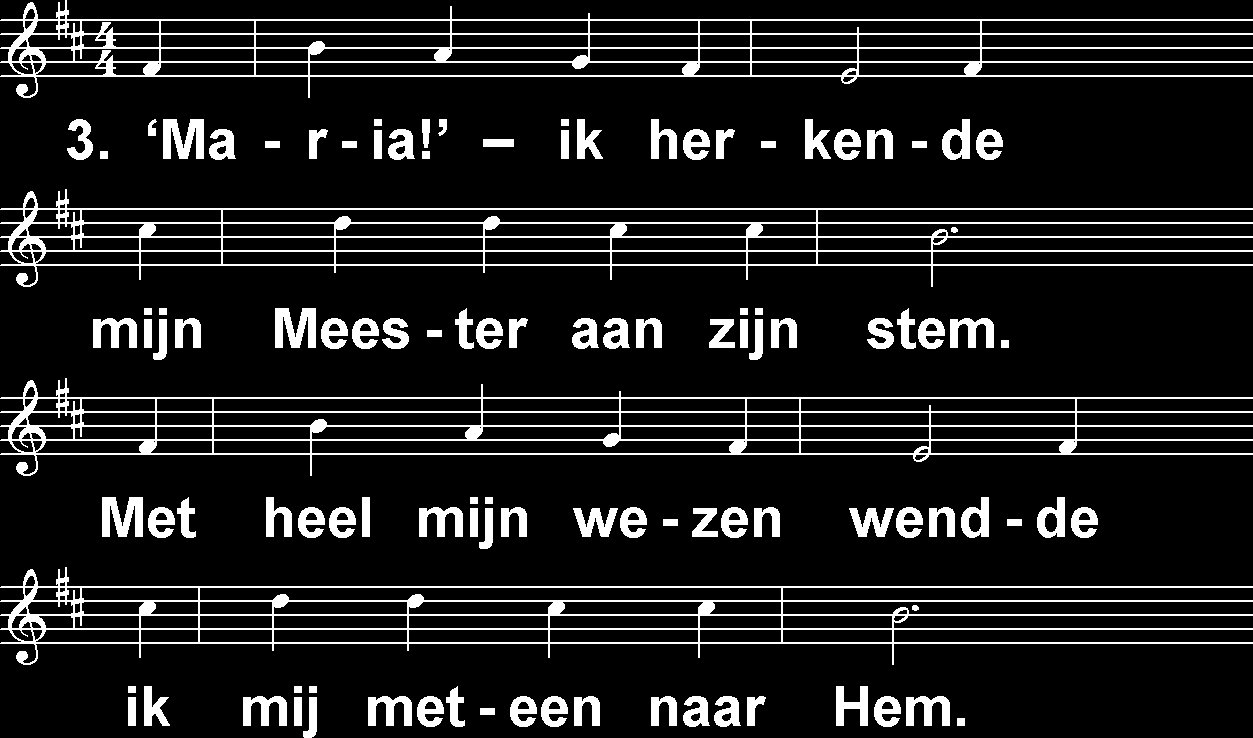 3. ‘Ma - r - ia!’ – ik her - ken - de
mijn Mees - ter aan zijn stem.
Met heel mijn we - zen wend - de
ik mij met - een naar Hem.